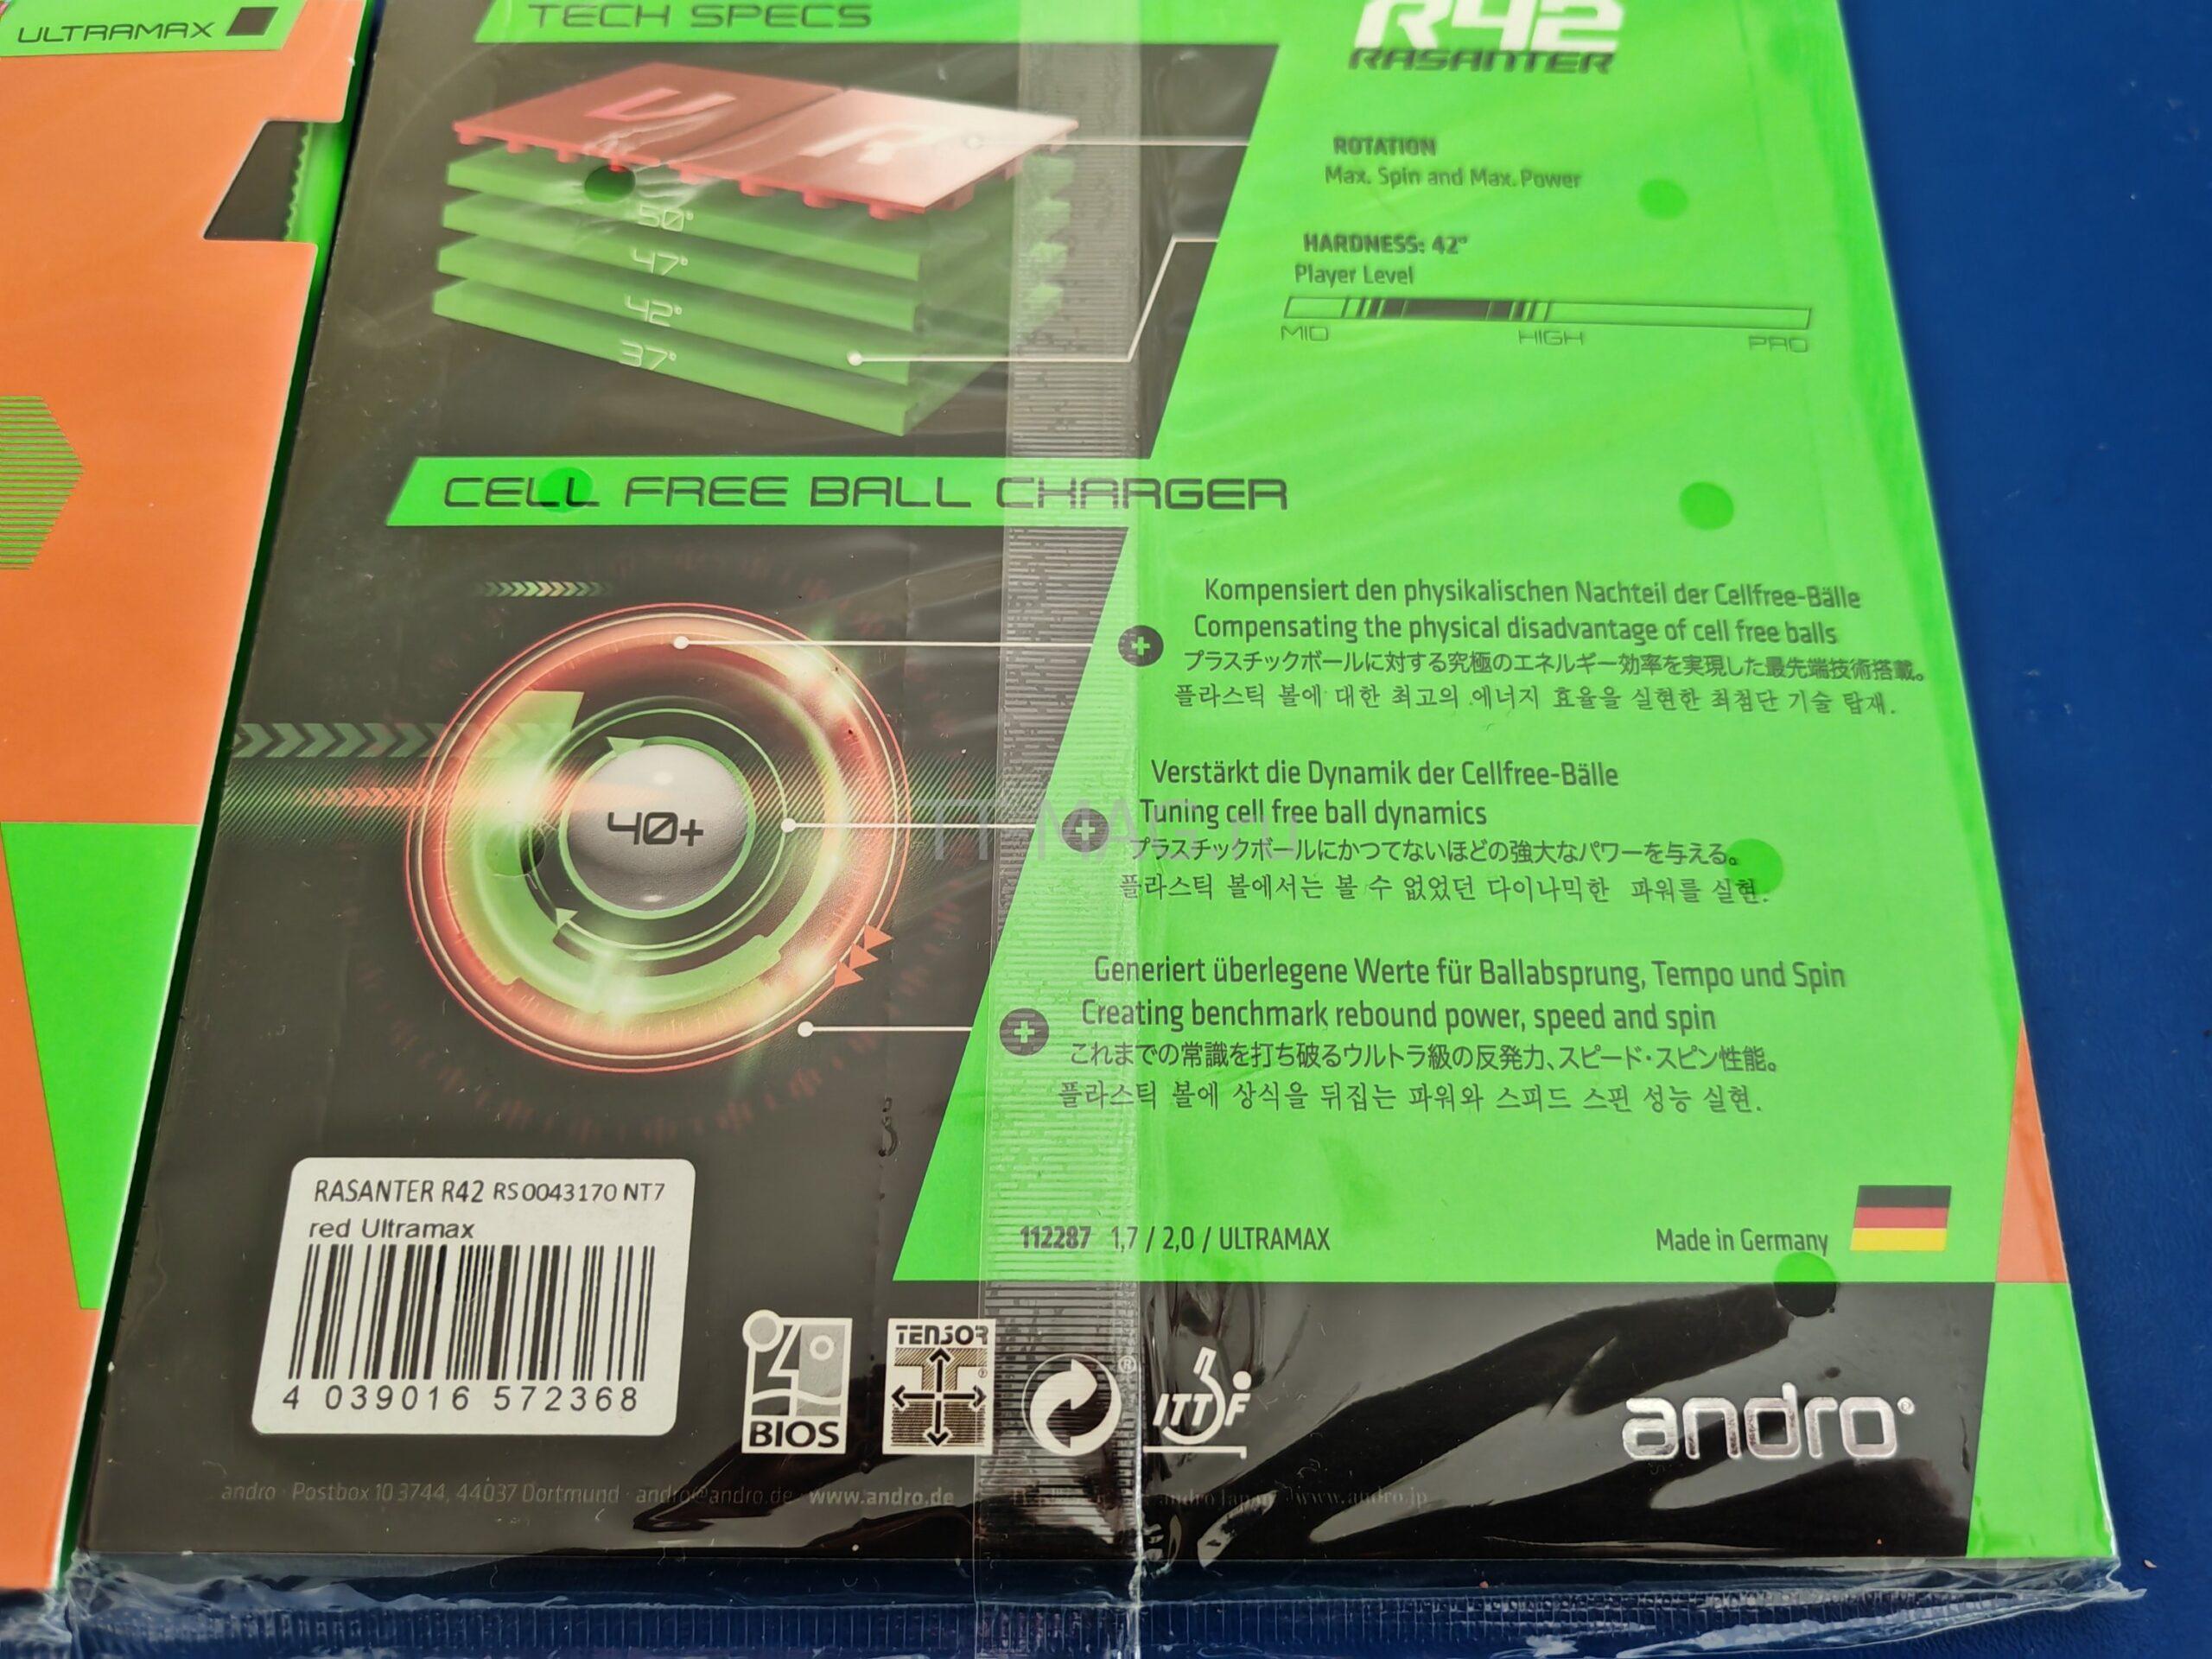 ULTRAMAX
TECH SPECS
R42
RASANTER
U R
ROTATION
Max. Spin and Max. Power
50°
47°
42°
37°
HARDNESS: 42°
Player Level
MID HIGH PRO
CELL FREE BALL CHARGER
Kompensiert den physikalischen Nachteil der Cellfree-Bälle
Compensating the physical disadvantage of cell free balls
プラスチックボールに対する究極のエネルギー効率を実現した最先端技術搭載。
플라스틱 볼에 대한 최고의 에너지 효율을 실현한 최첨단 기술 탑재.
40+
Verstärkt die Dynamik der Cellfree-Bälle
Tuning cell free ball dynamics
プラスチックボールにかつてないほどの強大なパワーを与える。
플라스틱 볼에서는 볼 수 없었던 다이나믹한 파워를 실현.
TT-MAG.ru
Generiert überlegene Werte für Ballabsprung, Tempo und Spin
Creating benchmark rebound power, speed and spin
これまでの常識を打ち破るウルトラ級の反発力、スピード・スピン性能。
플라스틱 볼에 상식을 뒤집는 파워와 스피드 스핀 성능 실현.
RASANTER R42 RS0043170 NT7
red Ultramax
4 039016 572368
112287 1,7 / 2,0 / ULTRAMAX
Made in Germany
BIOS
TENSOR
ITTF
andro®
andro · Postbox 10 3744, 44037 Dortmund · andro@andro.de · www.andro.de
andro Japan www.andro.jp